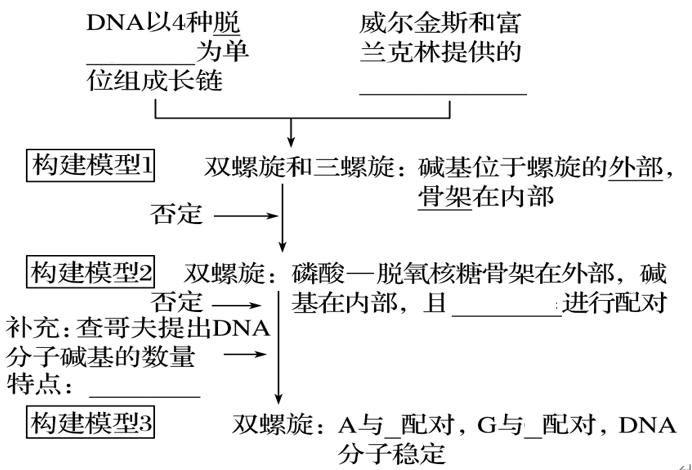 DNA以4种脱
________为单
位组成长链
威尔金斯和富
兰克林提供的
____________
构建模型1
双螺旋和三螺旋：碱基位于螺旋的外部，
骨架在内部
否定
构建模型2
双螺旋：磷酸—脱氧核糖骨架在外部，碱
基在内部，且________进行配对
否定
补充：查哥夫提出DNA
分子碱基的数量
特点：__________
构建模型3
双螺旋：A与_配对，G与_配对，DNA
分子稳定